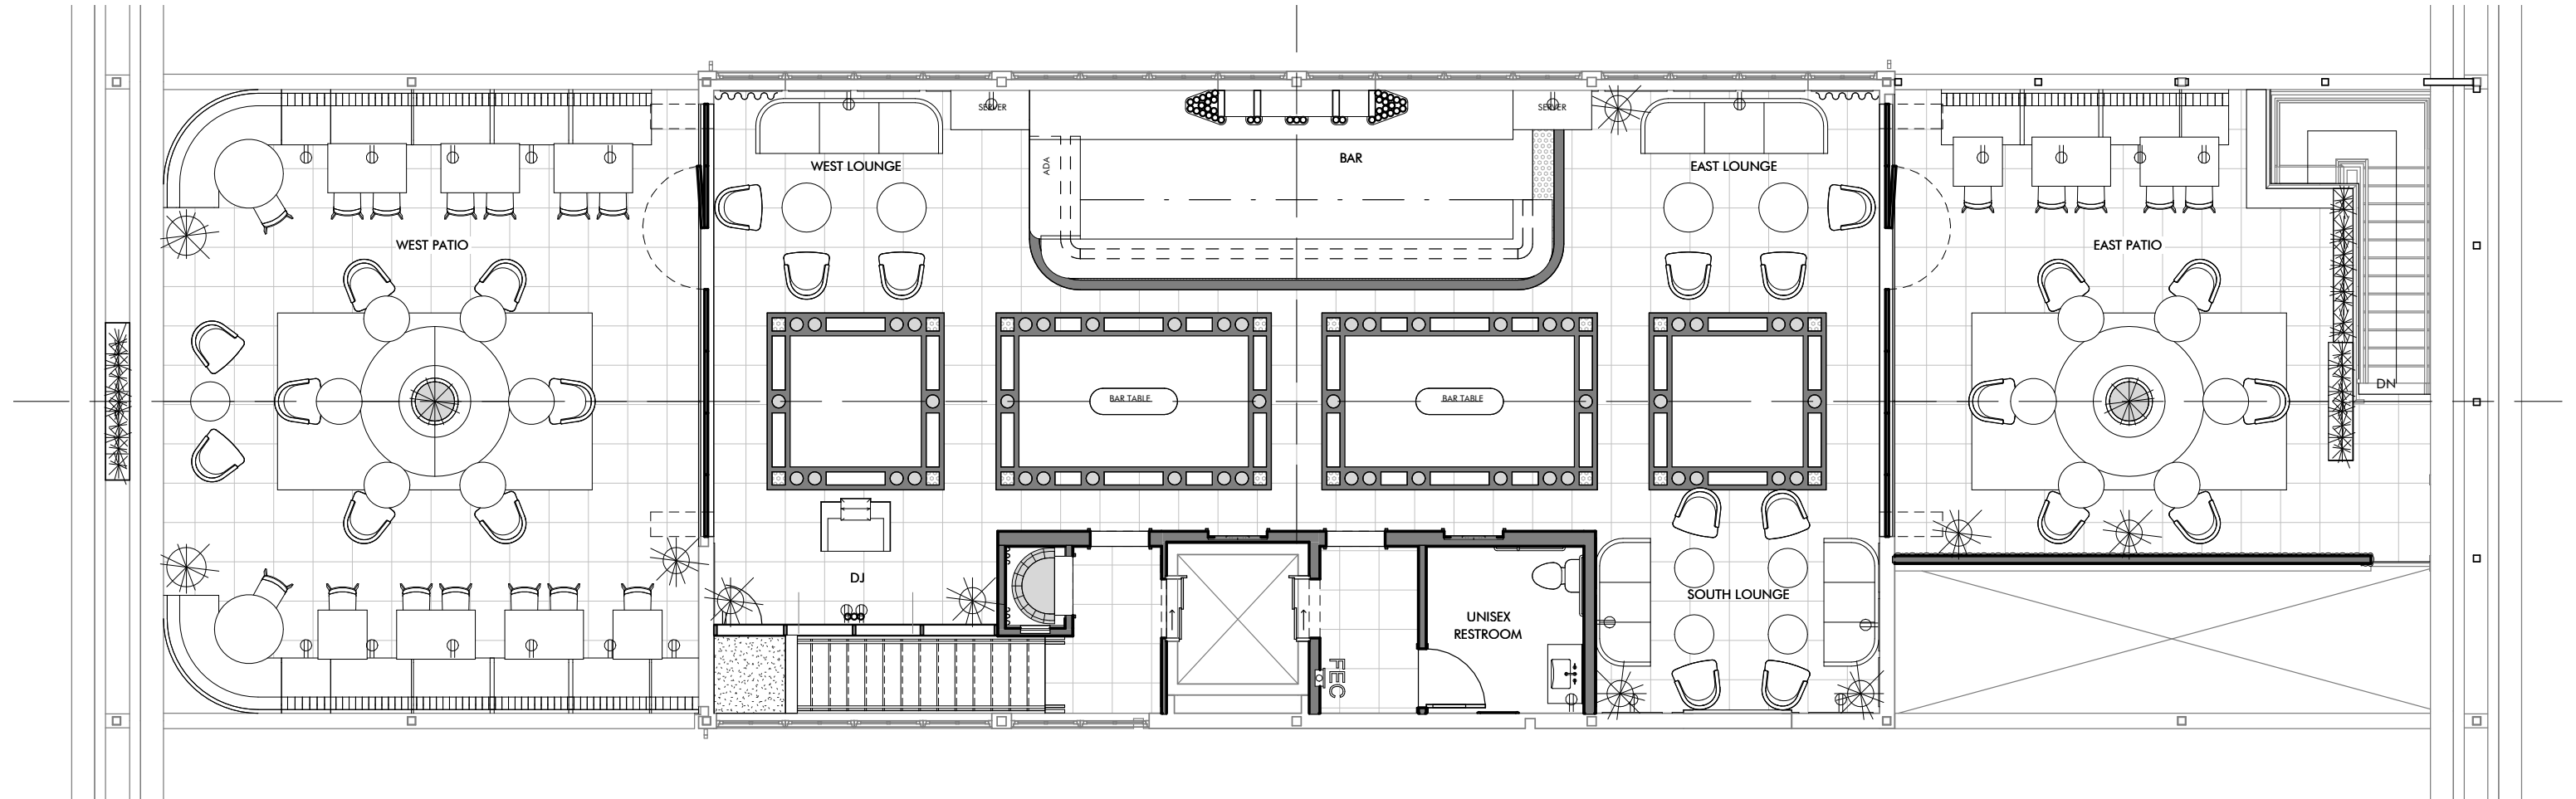 SERVER
SERVER
WEST LOUNGE
BAR
EAST LOUNGE
ADA
WEST PATIO
EAST PATIO
DN
BAR TABLE
BAR TABLE
DJ
SOUTH LOUNGE
UNISEX
RESTROOM
FEC